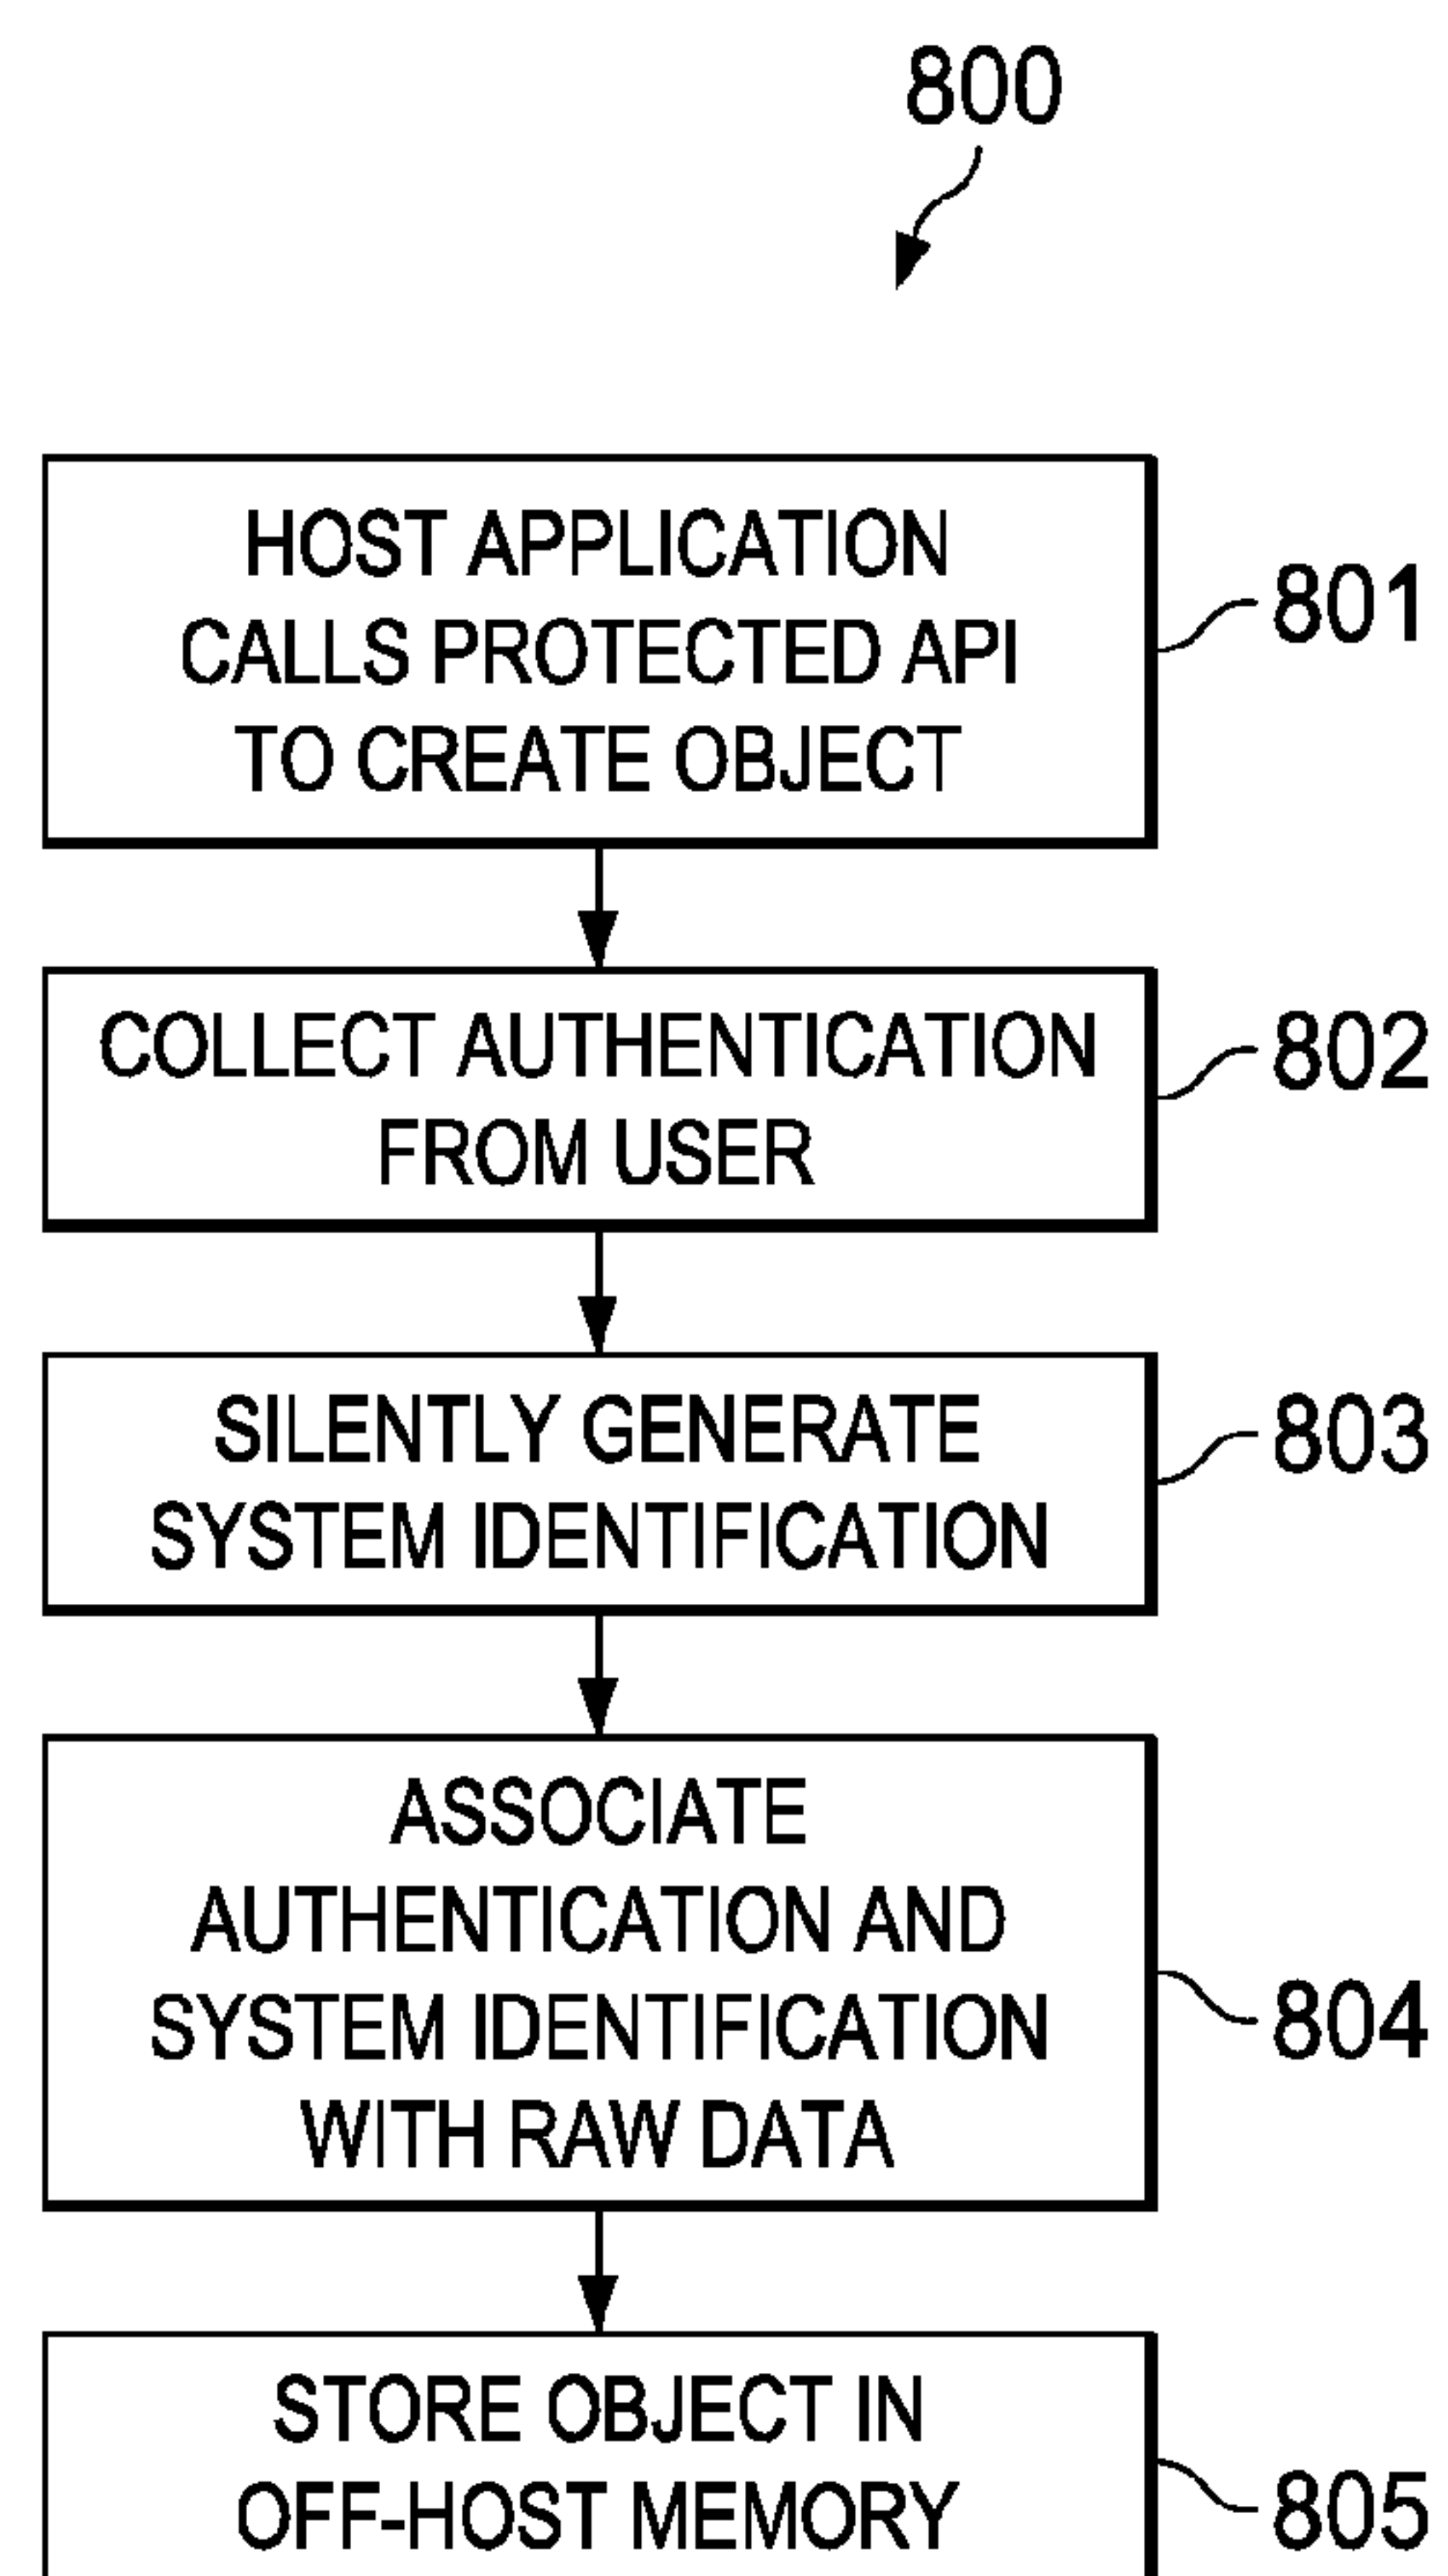 800
HOST APPLICATION
CALLS PROTECTED API
TO CREATE OBJECT
801
COLLECT AUTHENTICATION
FROM USER
802
SILENTLY GENERATE
SYSTEM IDENTIFICATION
803
ASSOCIATE
AUTHENTICATION AND
SYSTEM IDENTIFICATION
WITH RAW DATA
804
STORE OBJECT IN
OFF-HOST MEMORY
805